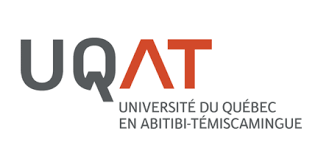 UQAT
UNIVERSITÉ DU QUÉBEC
EN ABITIBI-TÉMISCAMINGUE